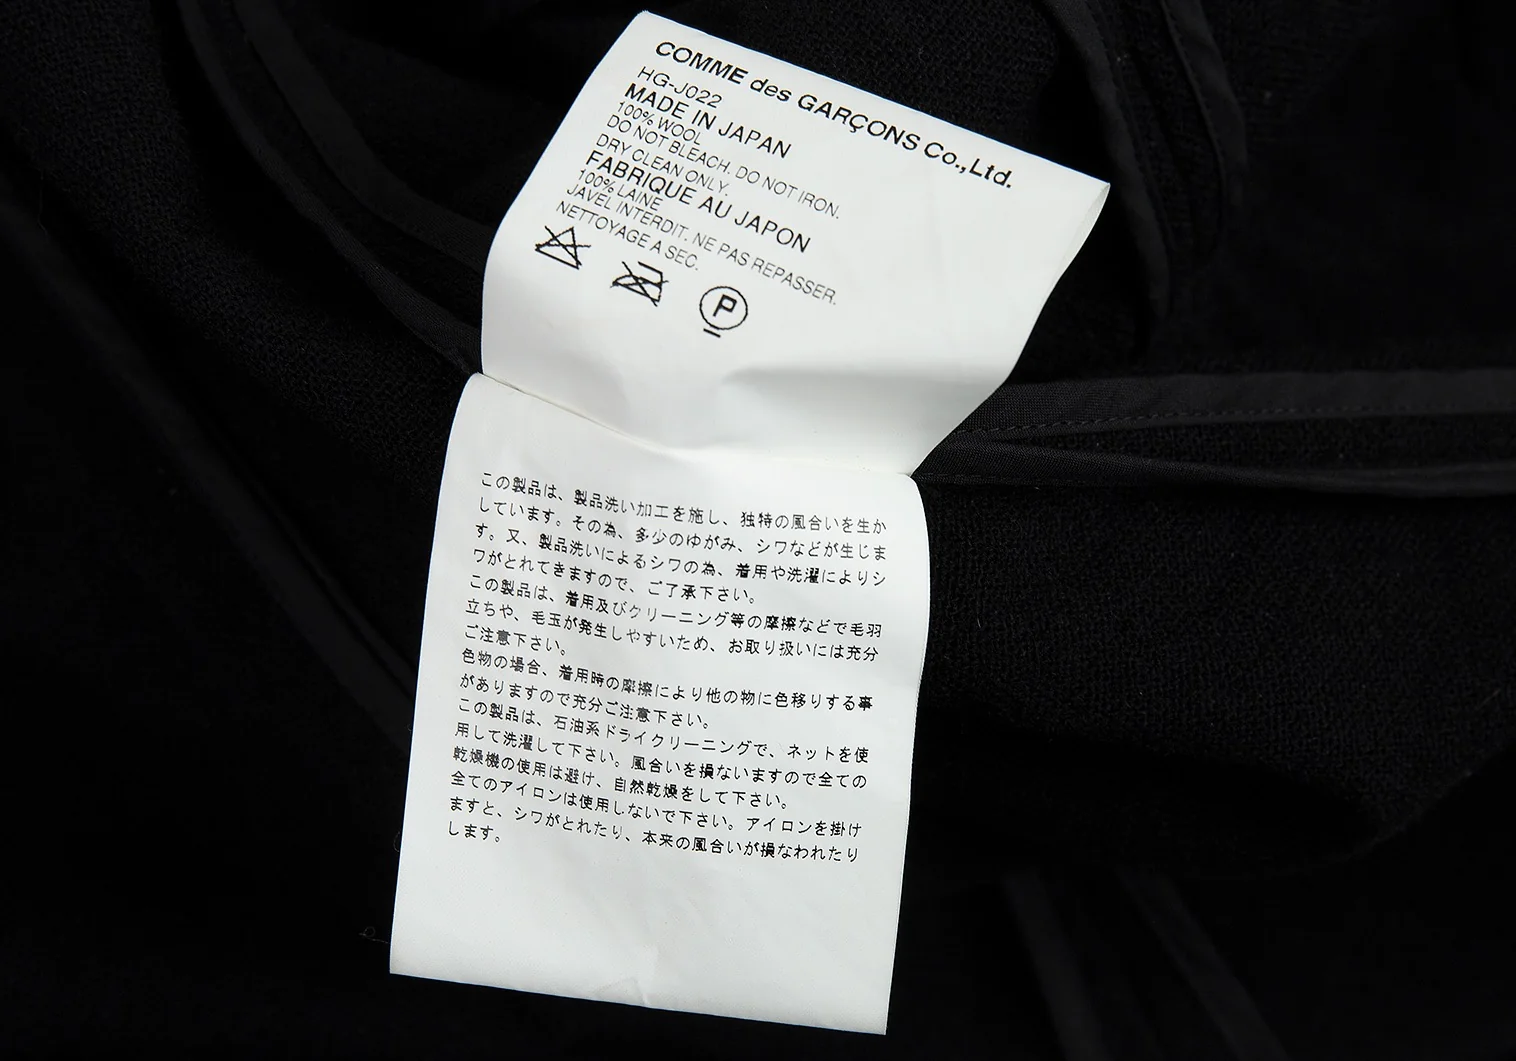 COMME des GARÇONS Co.,Ltd.
HG-J022
MADE IN JAPAN
100% WOOL
DO NOT BLEACH. DO NOT IRON.
DRY CLEAN ONLY.
FABRIQUE AU JAPON
100% LAINE
JAVEL INTERDIT. NE PAS REPASSER.
NETTOYAGE A SEC.
P
この製品は、製品洗い加工を施し、独特の風合いを生か
しています。その為、多少のゆがみ、シワなどが生じま
す。又、製品洗いによるシワの為、着用や洗濯によりシ
ワがとれてきますので、ご了承下さい。
この製品は、着用及びクリーニング等の摩擦などで毛羽
立ちや、毛玉が発生しやすいため、お取り扱いには充分
ご注意下さい。
色物の場合、着用時の摩擦により他の物に色移りする事
がありますので充分ご注意下さい。
この製品は、石油系ドライクリーニングで、ネットを使
用して洗濯して下さい。風合いを損ないますので全ての
乾燥機の使用は避け、自然乾燥をして下さい。
全てのアイロンは使用しないで下さい。アイロンを掛け
ますと、シワがとれたり、本来の風合いが損なわれたり
します。